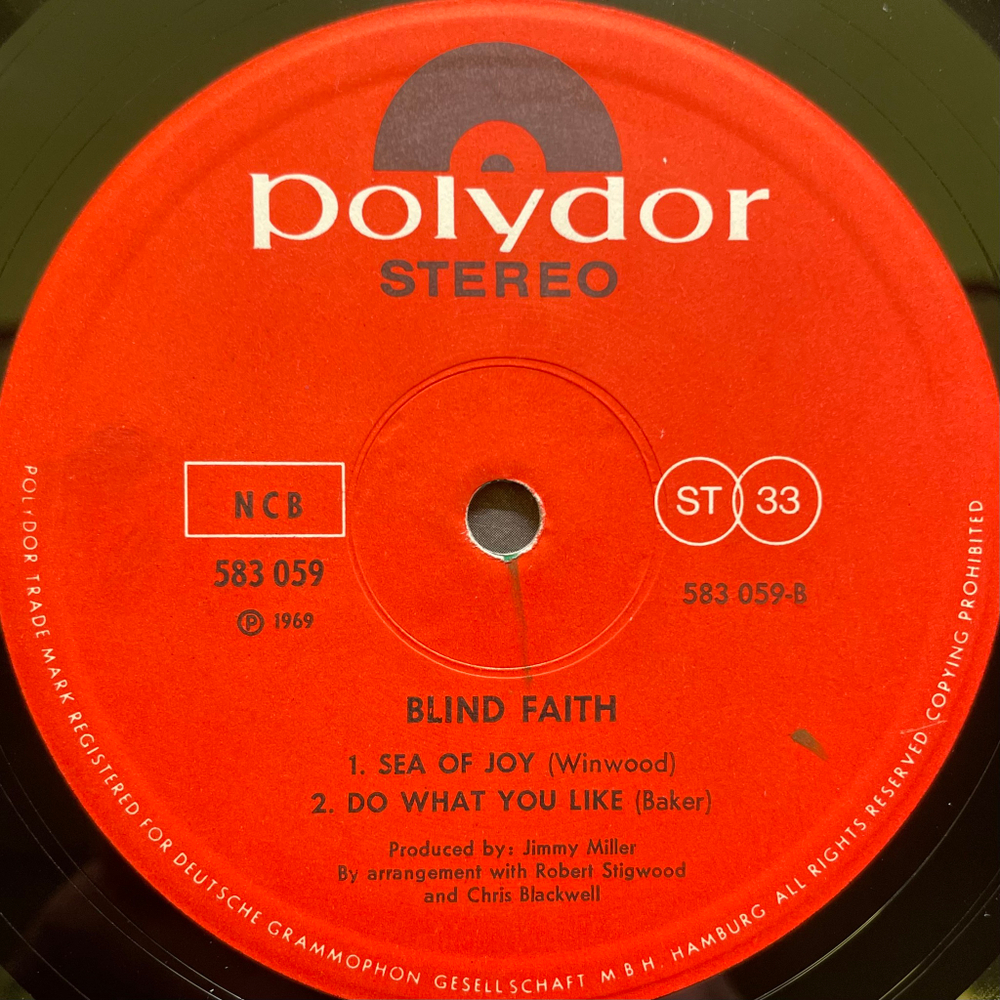 polydor
STEREO
NCB
583 059
Ⓟ 1969
ST 33
583 059-B
BLIND FAITH
1. SEA OF JOY (Winwood)
2. DO WHAT YOU LIKE (Baker)
Produced by: Jimmy Miller
By arrangement with Robert Stigwood
and Chris Blackwell
POLYDOR TRADE MARK REGISTERED FOR DEUTSCHE GRAMMOPHON GESELLSCHAFT M B H, HAMBURG ALL RIGHTS RESERVED COPYING PROHIBITED